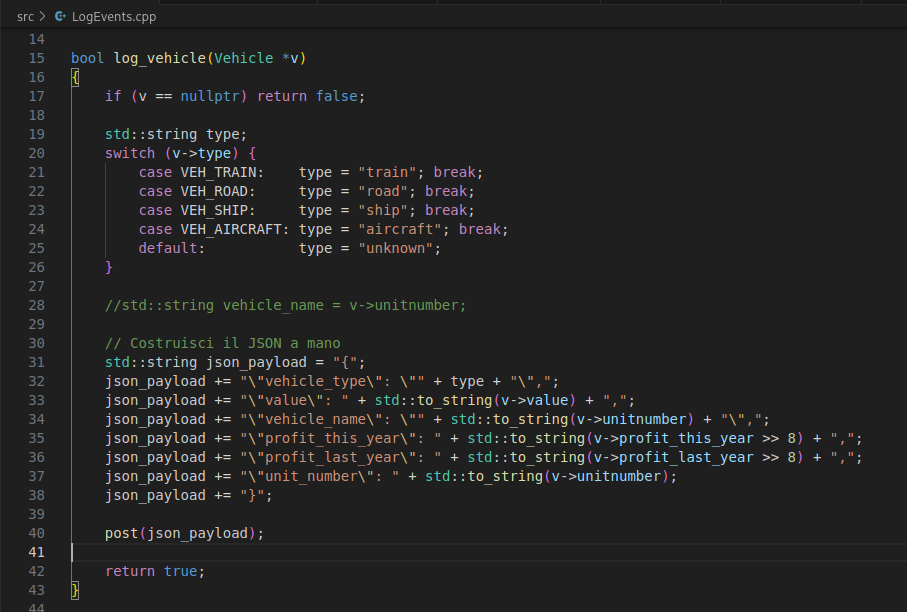 src > LogEvents.cpp
14
15 bool log_vehicle(Vehicle *v)
16 {
17     if (v == nullptr) return false;
18
19     std::string type;
20     switch (v->type) {
21         case VEH_TRAIN:    type = "train"; break;
22         case VEH_ROAD:     type = "road"; break;
23         case VEH_SHIP:     type = "ship"; break;
24         case VEH_AIRCRAFT: type = "aircraft"; break;
25         default:           type = "unknown";
26     }
27
28     //std::string vehicle_name = v->unitnumber;
29
30     // Costruisci il JSON a mano
31     std::string json_payload = "{";
32     json_payload += "\"vehicle_type\": \"" + type + "\",";
33     json_payload += "\"value\": " + std::to_string(v->value) + ",";
34     json_payload += "\"vehicle_name\": \"" + std::to_string(v->unitnumber) + "\",";
35     json_payload += "\"profit_this_year\": " + std::to_string(v->profit_this_year >> 8) + ",";
36     json_payload += "\"profit_last_year\": " + std::to_string(v->profit_last_year >> 8) + ",";
37     json_payload += "\"unit_number\": " + std::to_string(v->unitnumber);
38     json_payload += "}";
39
40     post(json_payload);
41
42     return true;
43 }
44